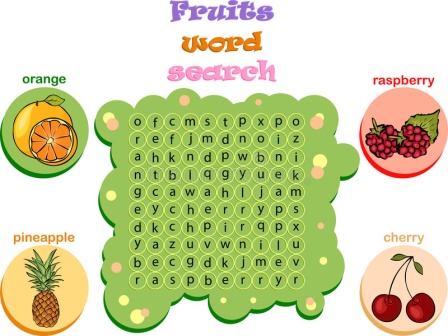 Fruits
word
search
orange
raspberry
o f c m s t p x p o
r e f j m d n o i z
a h k n d p w b n i
n t b l q g y u e k
g c a w a h l j a m
e y c h e r r y p s
d k c h p i r q p x
y a z u v w n i l u
b e c g d k j m e v
r a s p b e r r y i
pineapple
cherry